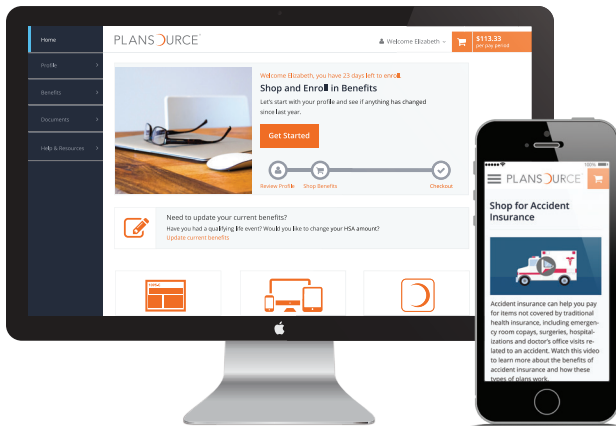 Home
Profile
Benefits
Documents
Help & Resources
PLANSOURCE
Welcome Elizabeth
$113.33
per pay period
Welcome Elizabeth, you have 23 days left to enroll.
Shop and Enroll in Benefits
Let's start with your profile and see if anything has changed
since last year.
Get Started
Review Profile
Shop Benefits
Checkout
Need to update your current benefits?
Have you had a qualifying life event? Would you like to change your HSA amount?
Update current benefits
100%
PLANSOURCE
Shop for Accident
Insurance
Accident insurance can help you pay
for items not covered by traditional
health insurance, including emergen-
cy room copays, surgeries, hospital-
izations and doctor's office visits re-
lated to an accident. Watch this video
to learn more about the benefits of
accident insurance and how these
types of plans work.